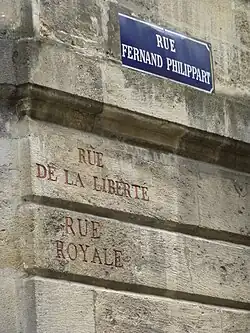 RUE
FERNAND PHILIPPART
RUE
DE LA LIBERTÉ
RUE
ROYALE